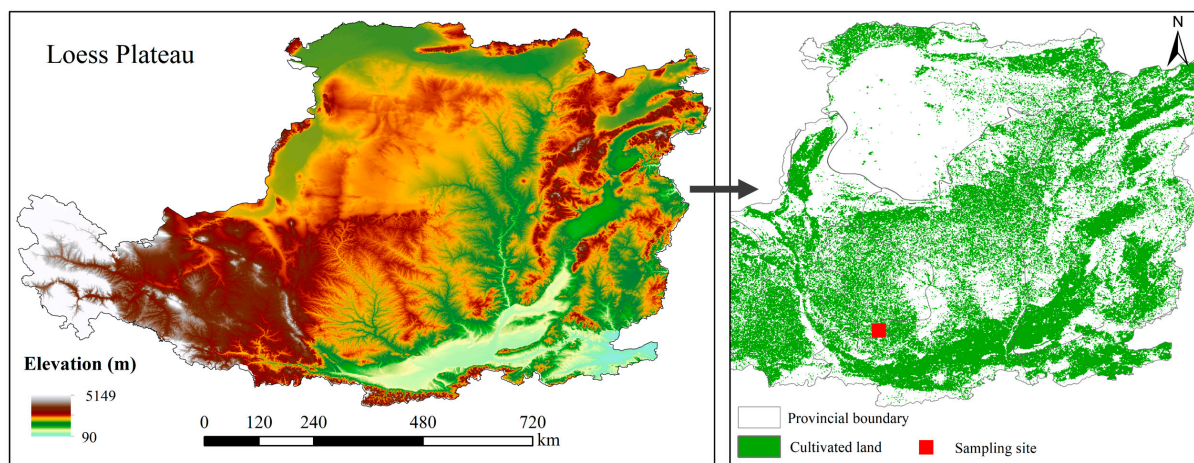 Loess Plateau
Elevation (m)
5149
90
0 120 240 480 720
km
N
Provincial boundary
Cultivated land
Sampling site